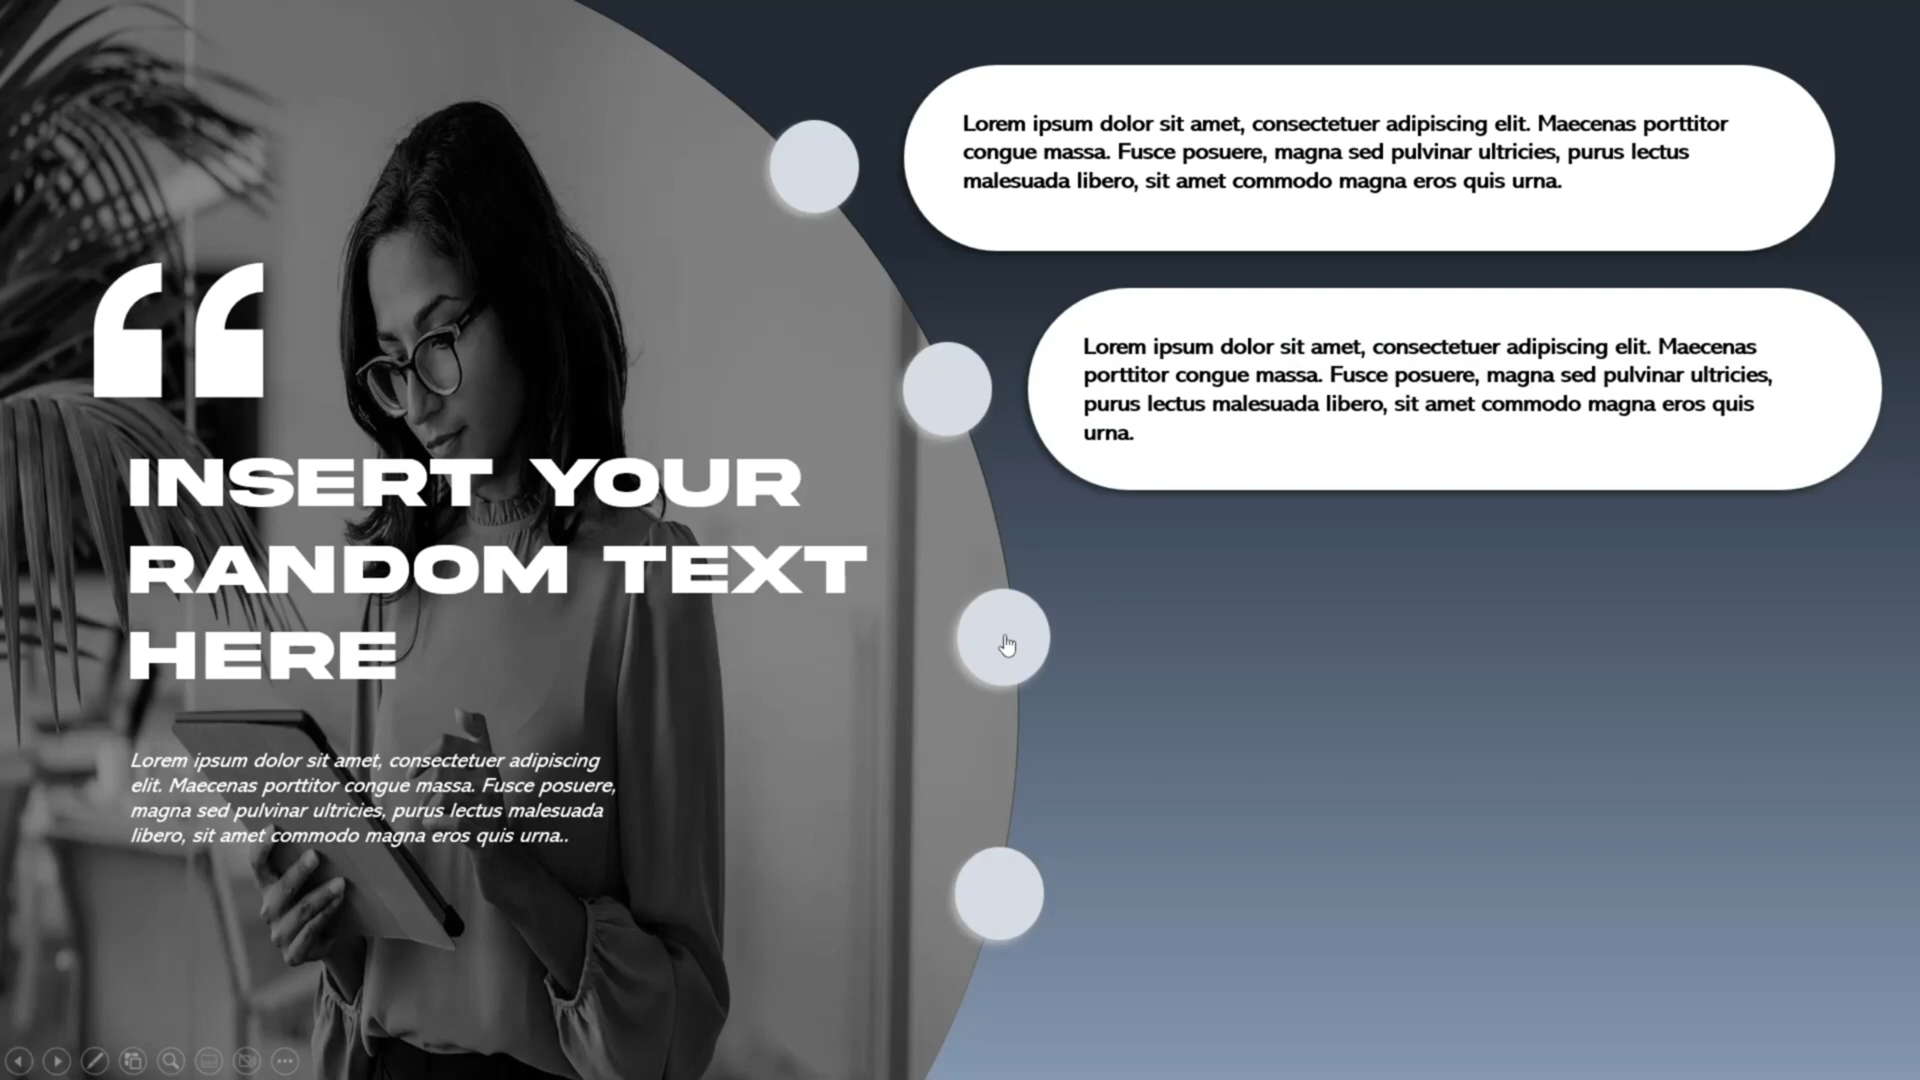 “
INSERT YOUR
RANDOM TEXT
HERE
Lorem ipsum dolor sit amet, consectetuer adipiscing
elit. Maecenas porttitor congue massa. Fusce posuere,
magna sed pulvinar ultricies, purus lectus malesuada
libero, sit amet commodo magna eros quis urna..
Lorem ipsum dolor sit amet, consectetuer adipiscing elit. Maecenas porttitor
congue massa. Fusce posuere, magna sed pulvinar ultricies, purus lectus
malesuada libero, sit amet commodo magna eros quis urna.
Lorem ipsum dolor sit amet, consectetuer adipiscing elit. Maecenas
porttitor congue massa. Fusce posuere, magna sed pulvinar ultricies,
purus lectus malesuada libero, sit amet commodo magna eros quis
urna.